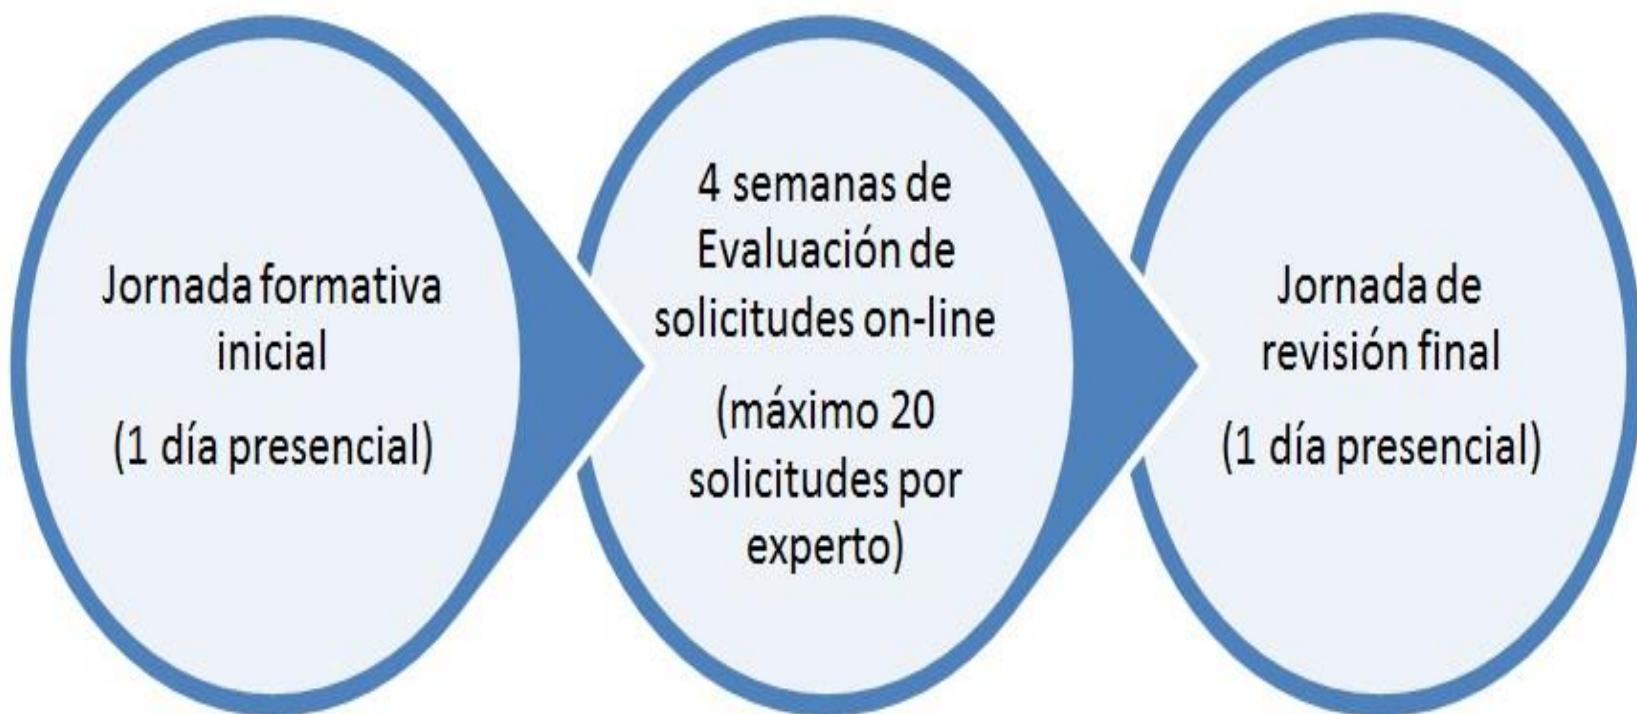 Jornada formativa
inicial
(1 día presencial)
4 semanas de
Evaluación de
solicitudes on-line
(máximo 20
solicitudes por
experto)
Jornada de
revisión final
(1 día presencial)